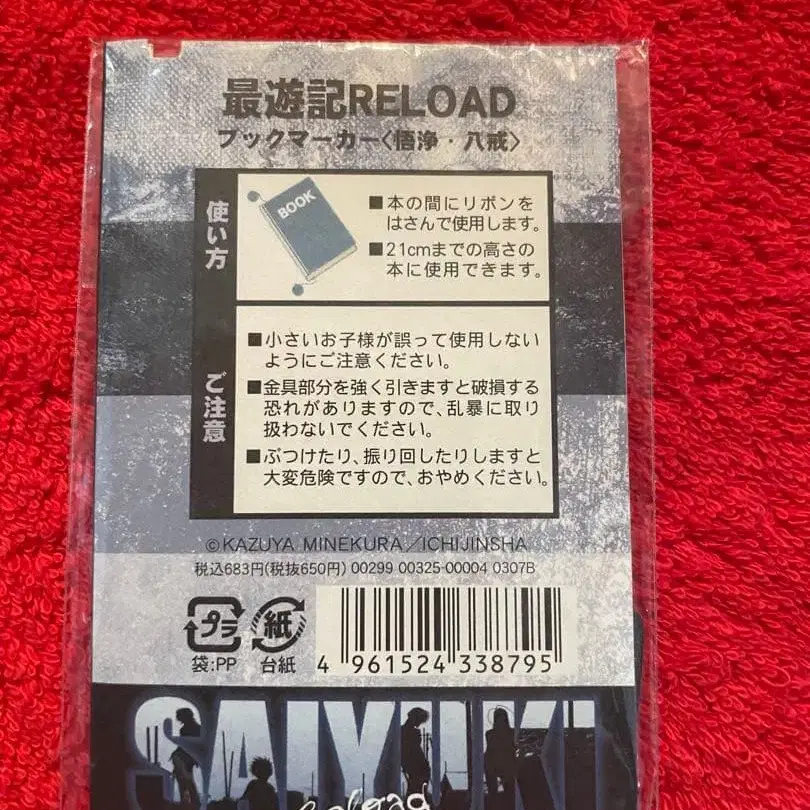 最遊記RELOAD
ブックマーカー〈悟浄・八戒〉
使い方
BOOK
■本の間にリボンを
はさんで使用します。
■21cmまでの高さの
本に使用できます。
ご注意
■小さいお子様が誤って使用しない
ようにご注意ください。
■金具部分を強く引きますと破損する
恐れがありますので、乱暴に取り
扱わないでください。
■ぶつけたり、振り回したりしますと
大変危険ですので、おやめください。
©KAZUYA MINEKURA／ICHIJINSHA
税込683円(税抜650円) 00299 00325-00004 0307B
プラ
袋:PP
紙
台紙
4 961524 338795
SAIYUKI
reload